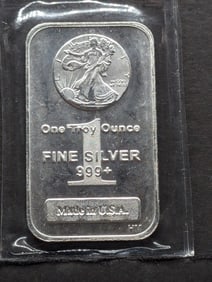 One Troy Ounce
1
FINE SILVER
999+
Made in U.S.A.